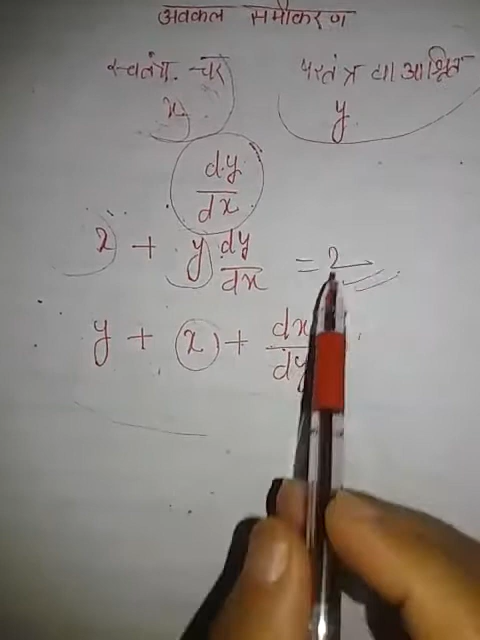 अवकल समीकरण
स्वतंत्र चर परतंत्र या आश्रित
x y
dy
dx
x + y dy/dx = 2
y + x + dx/dy